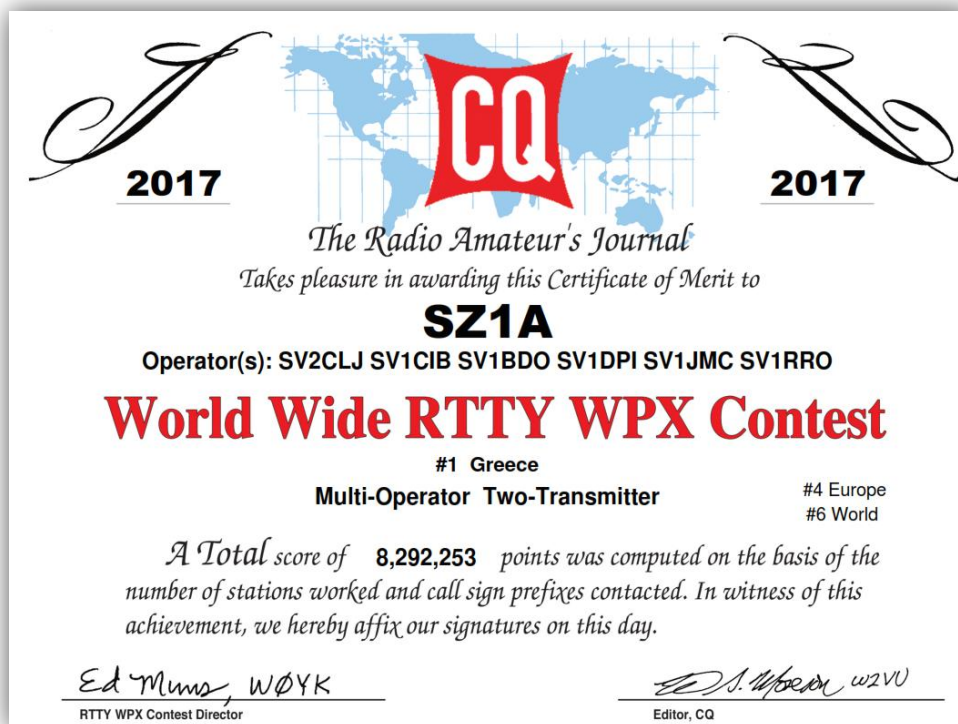 CQ
2017 2017
The Radio Amateur's Journal
Takes pleasure in awarding this Certificate of Merit to
SZ1A
Operator(s): SV2CLJ SV1CIB SV1BDO SV1DPI SV1JMC SV1RRO
World Wide RTTY WPX Contest
#1 Greece
Multi-Operator Two-Transmitter
#4 Europe
#6 World
A Total score of 8,292,253 points was computed on the basis of the
number of stations worked and call sign prefixes contacted. In witness of this
achievement, we hereby affix our signatures on this day.
Ed Muns, WØYK
W2VU
RTTY WPX Contest Director
Editor, CQ